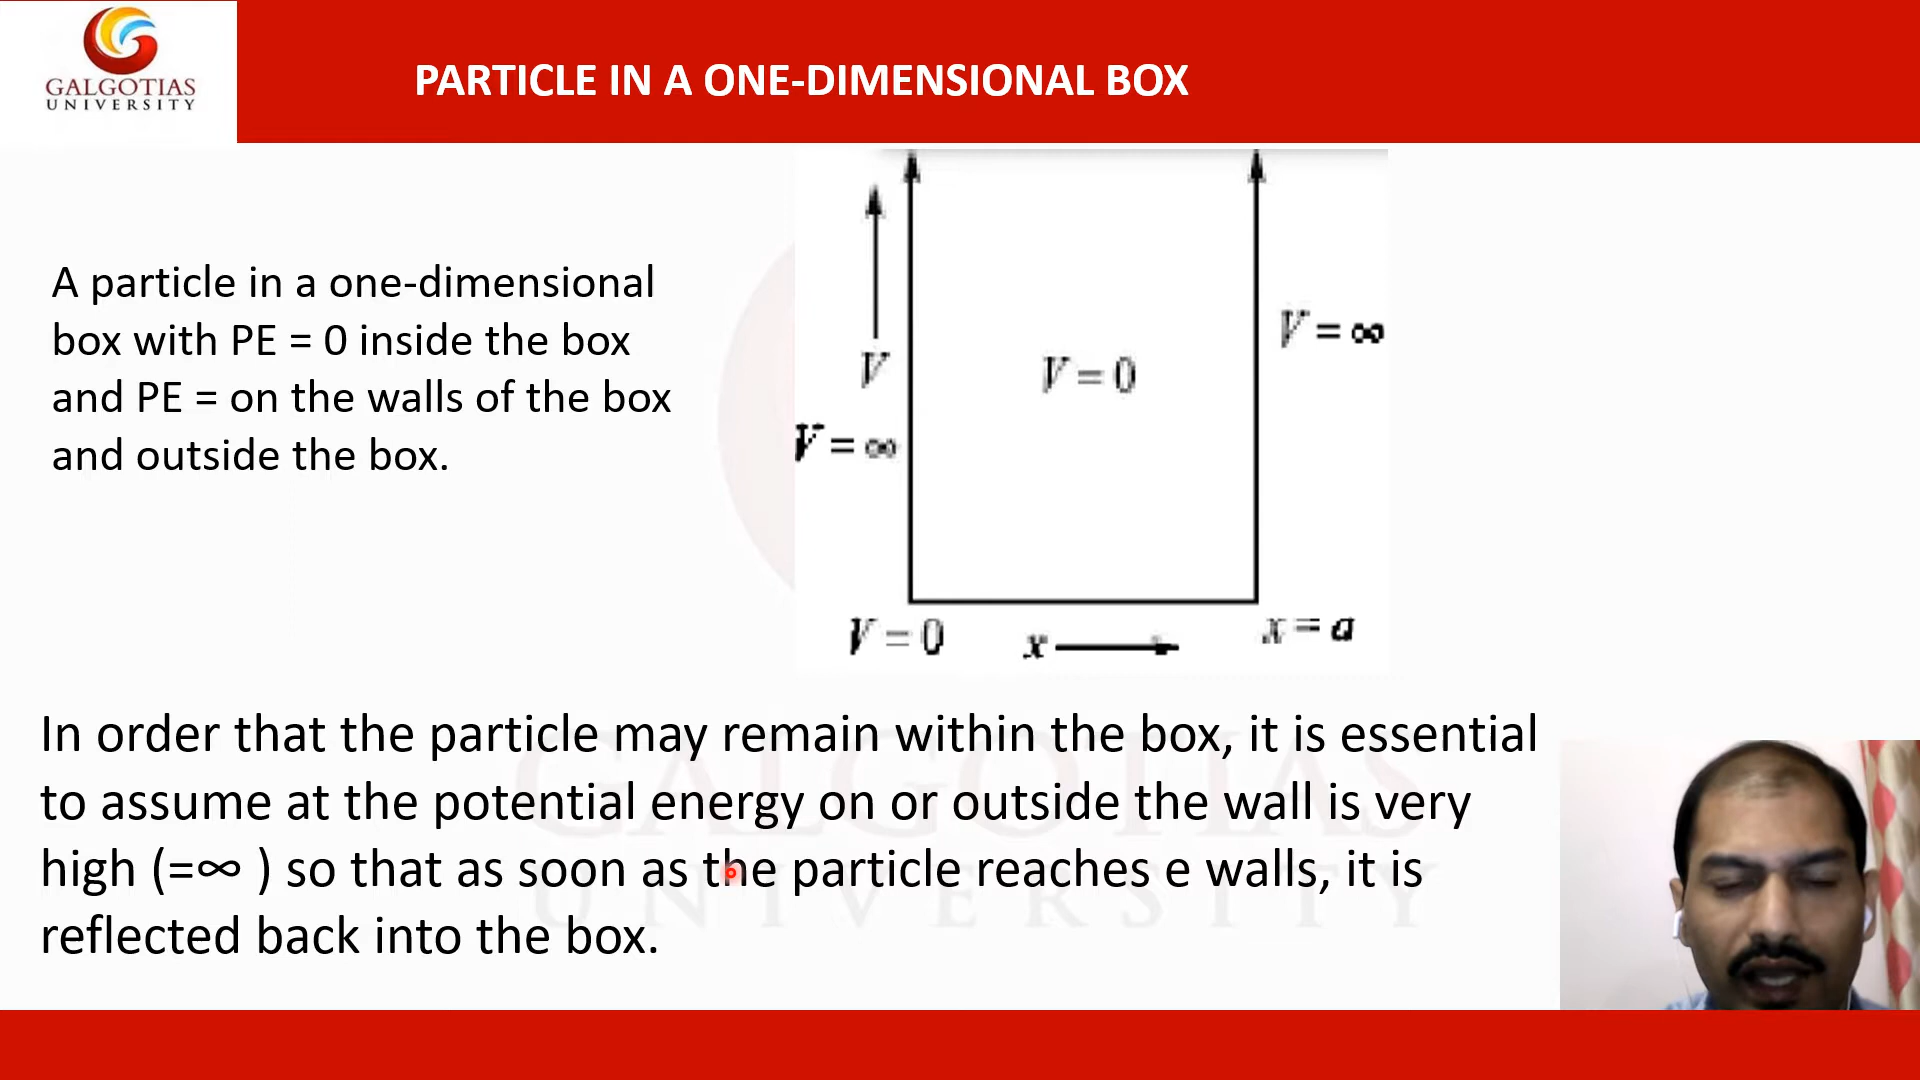 GALGOTIAS
UNIVERSITY
PARTICLE IN A ONE-DIMENSIONAL BOX
A particle in a one-dimensional
box with PE = 0 inside the box
and PE = on the walls of the box
and outside the box.
V
V = ∞
V = 0
V = ∞
V = 0
x
x = a
In order that the particle may remain within the box, it is essential
to assume at the potential energy on or outside the wall is very
high (=∞ ) so that as soon as the particle reaches e walls, it is
reflected back into the box.
GALGOTIAS
UNIVERSITY